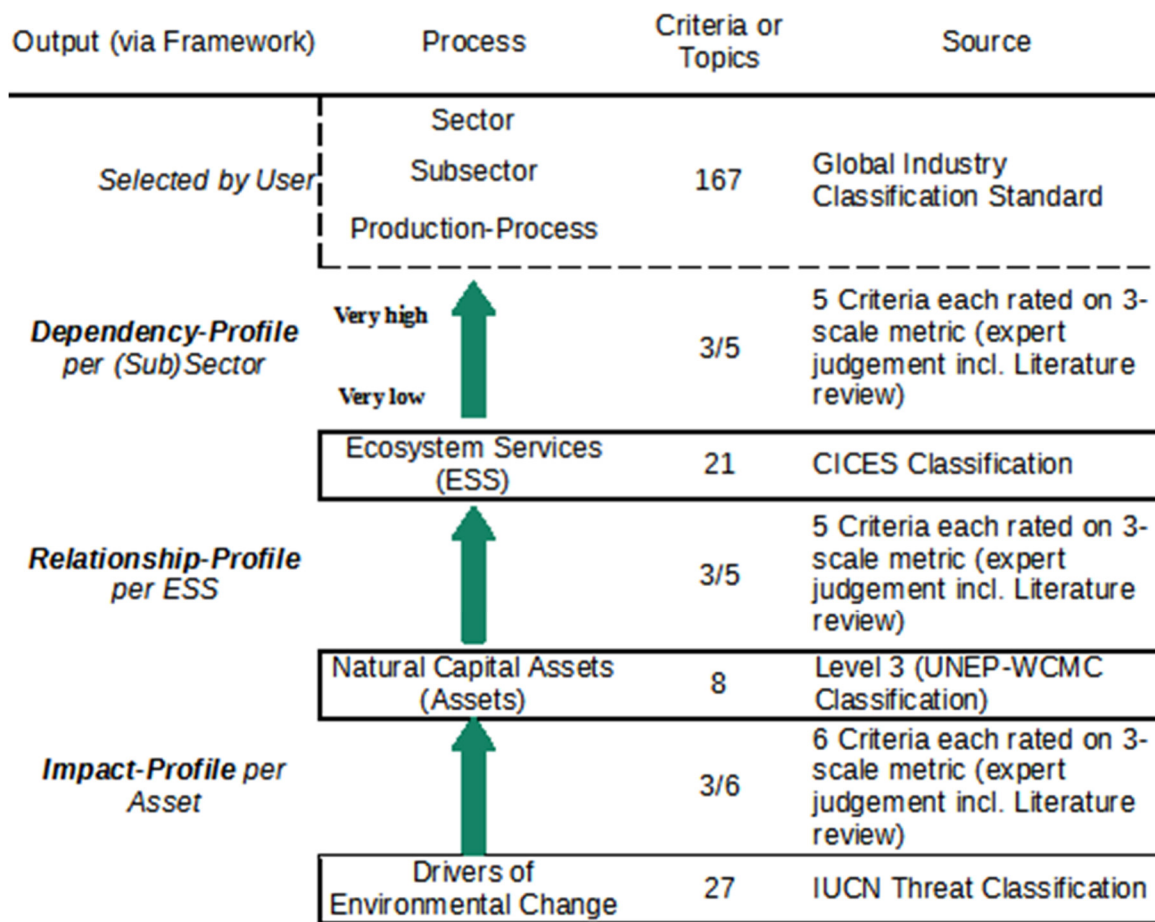 Output (via Framework)
Process
Criteria or
Topics
Source
Selected by User
Sector
Subsector
Production-Process
167
Global Industry
Classification Standard
Dependency-Profile
per (Sub)Sector
Very high
Very low
3/5
5 Criteria each rated on 3-
scale metric (expert
judgement incl. Literature
review)
Ecosystem Services
(ESS)
21
CICES Classification
Relationship-Profile
per ESS
3/5
5 Criteria each rated on 3-
scale metric (expert
judgement incl. Literature
review)
Natural Capital Assets
(Assets)
8
Level 3 (UNEP-WCMC
Classification)
Impact-Profile per
Asset
3/6
6 Criteria each rated on 3-
scale metric (expert
judgement incl. Literature
review)
Drivers of
Environmental Change
27
IUCN Threat Classification